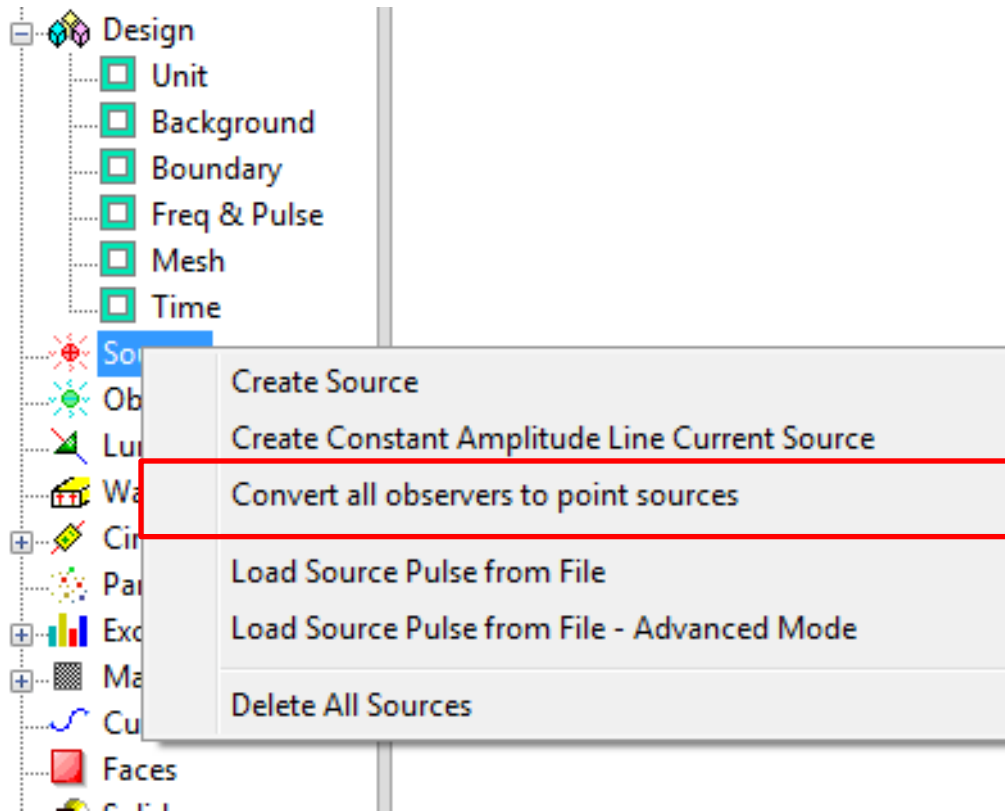 Design
Unit
Background
Boundary
Freq & Pulse
Mesh
Time
Create Source
Create Constant Amplitude Line Current Source
Convert all observers to point sources
Load Source Pulse from File
Load Source Pulse from File - Advanced Mode
Delete All Sources
Faces